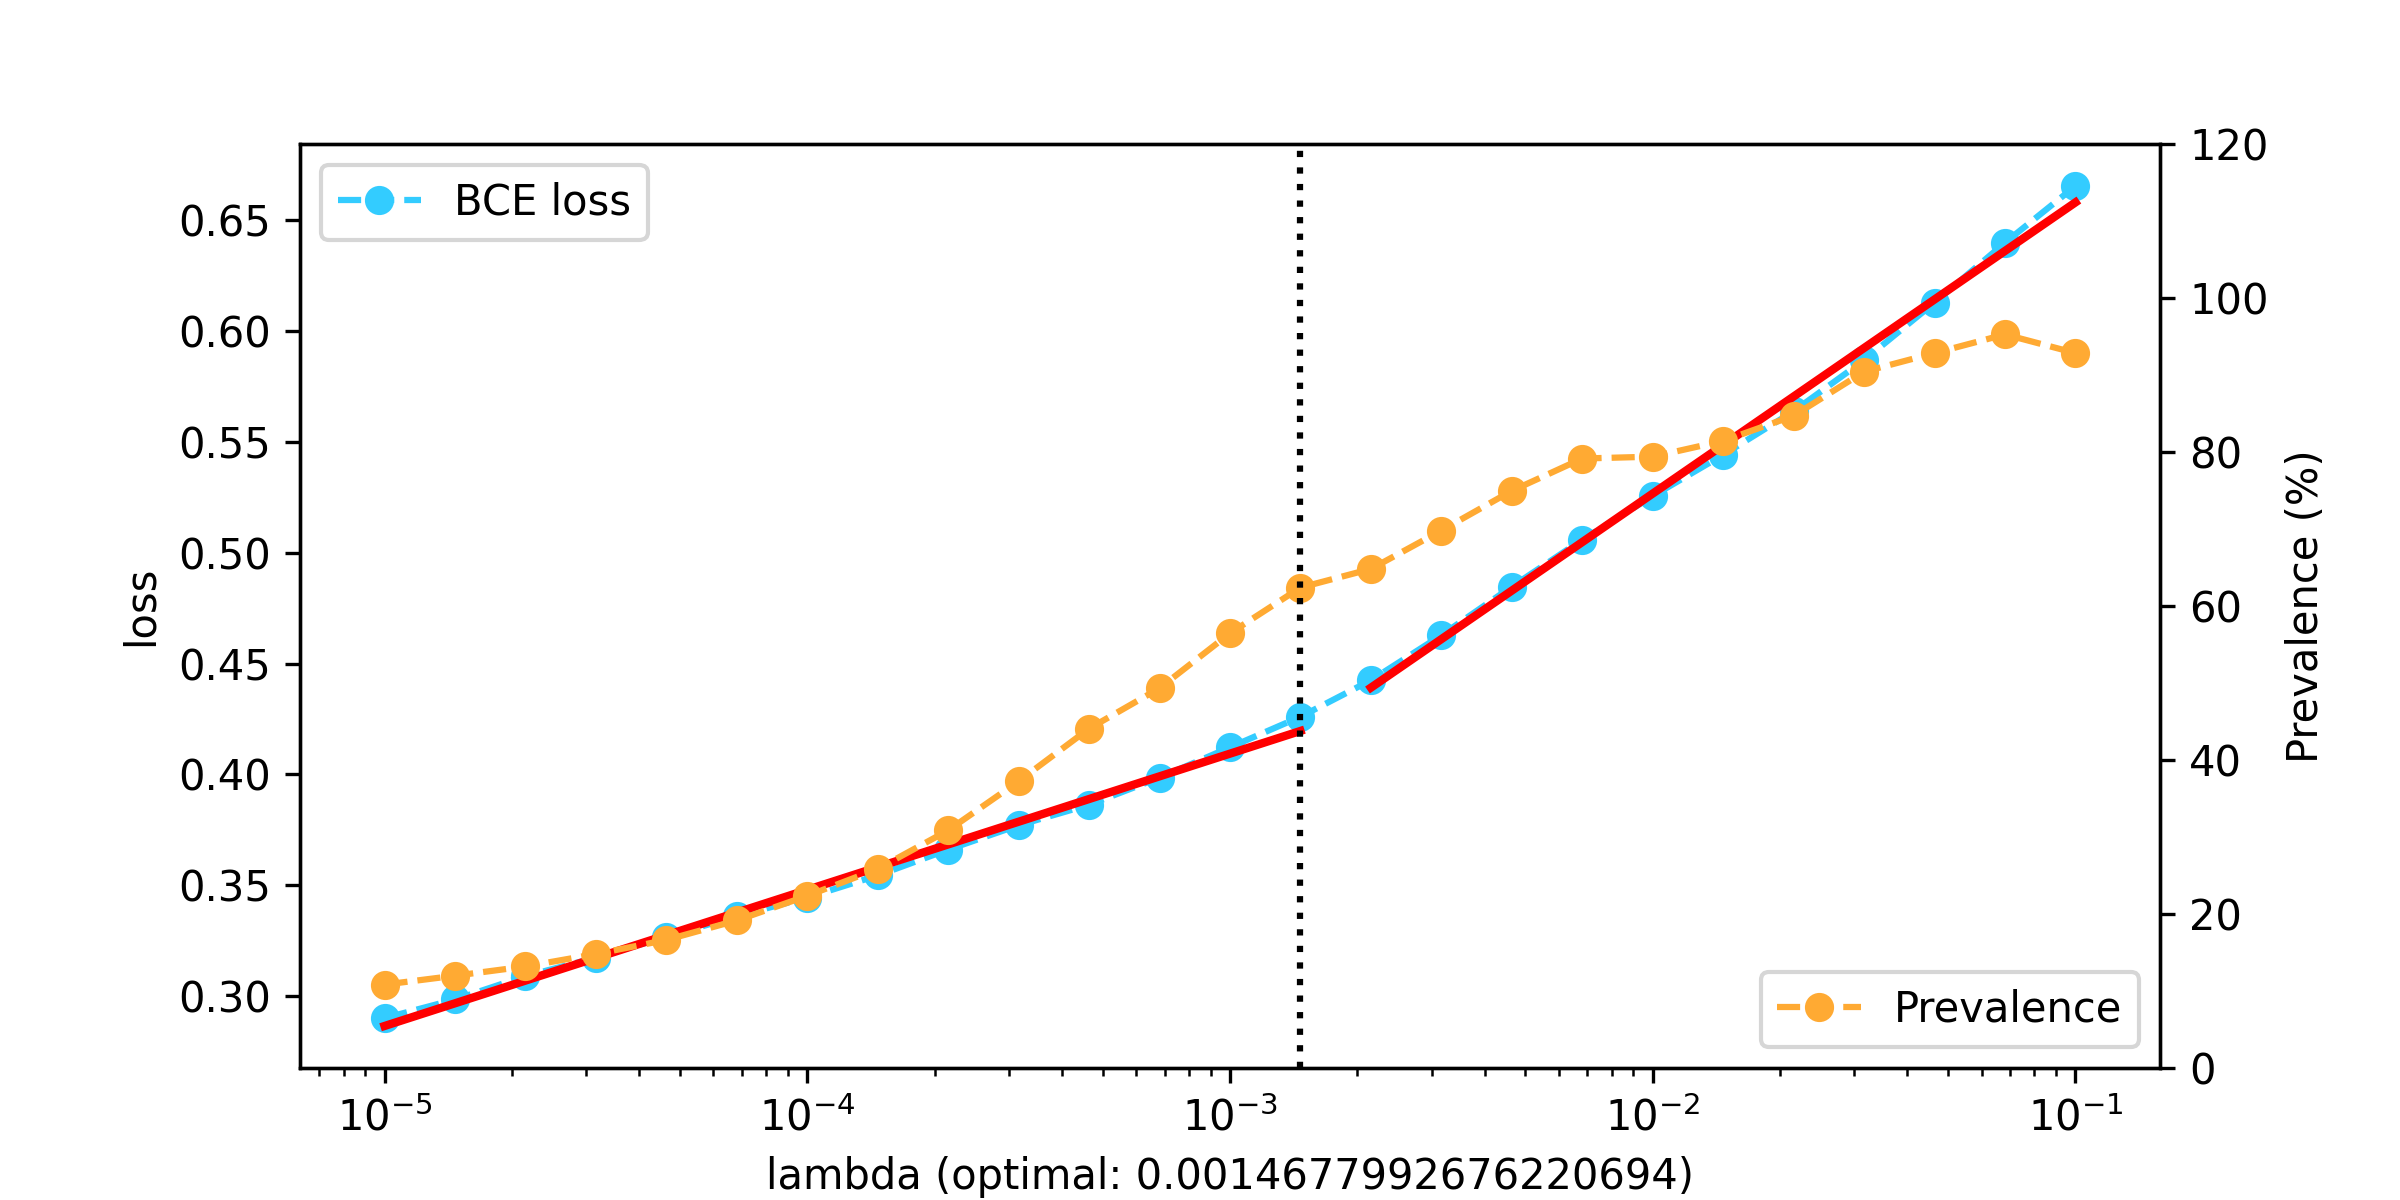 BCE loss
Prevalence
loss
0.65
0.60
0.55
0.50
0.45
0.40
0.35
0.30
120
100
80
60
40
20
0
Prevalence (%)
10⁻⁵ 10⁻⁴ 10⁻³ 10⁻² 10⁻¹
lambda (optimal: 0.0014677992676220694)